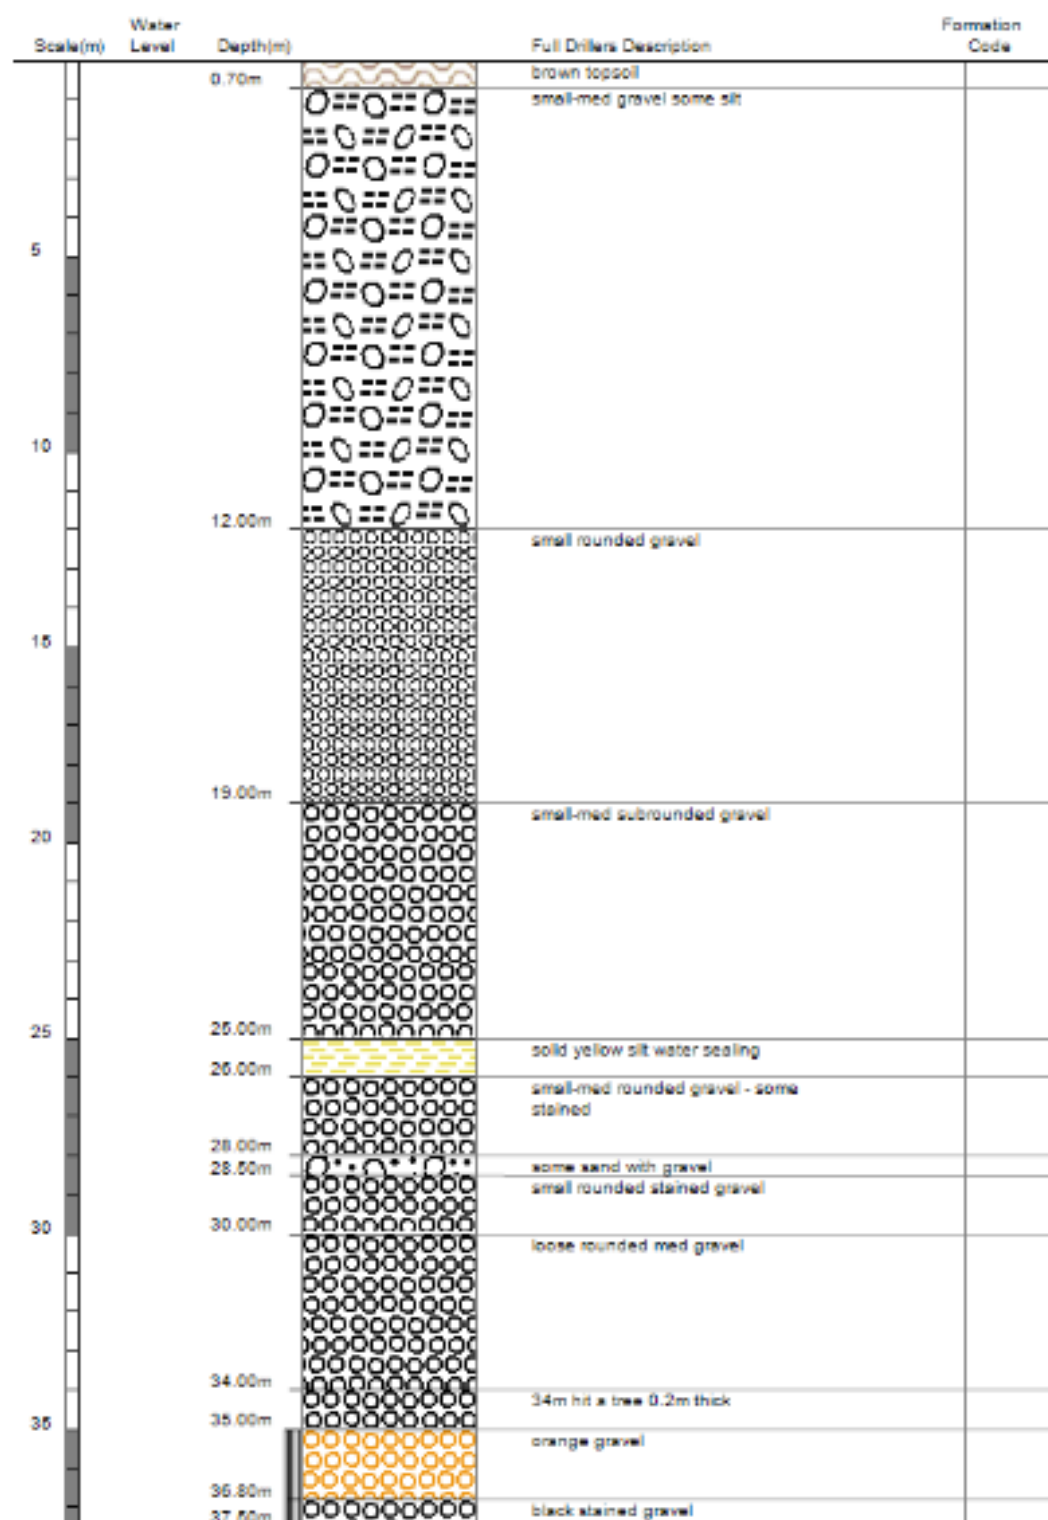 Water
Formation
Scale(m) Level Depth(m) Full Drillers Description Code
brown topsoil
0.70m
small-med gravel some silt
5
10
12.00m
small rounded gravel
15
19.00m
small-med subrounded gravel
20
25.00m
25
solid yellow silt water sealing
26.00m
small-med rounded gravel - some
stained
28.00m
28.50m some sand with gravel
small rounded stained gravel
30.00m
30
loose rounded med gravel
34.00m
34m hit a tree 0.2m thick
35.00m
35
orange gravel
36.80m
black stained gravel
37.50m